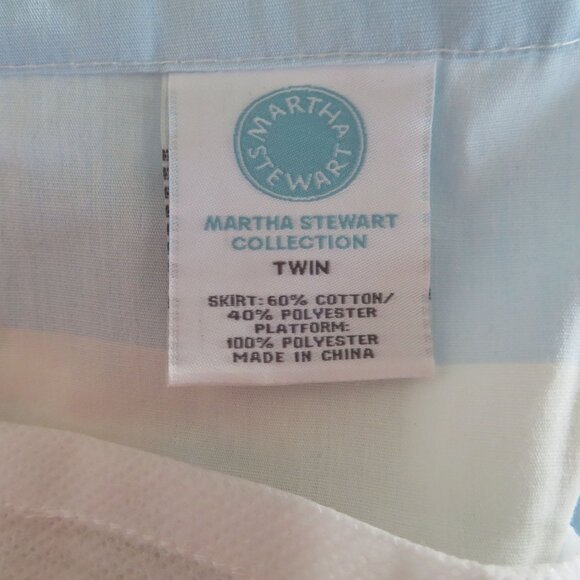 MARTHA
STEWART
MARTHA STEWART
COLLECTION
TWIN
SKIRT: 60% COTTON/
40% POLYESTER
PLATFORM:
100% POLYESTER
MADE IN CHINA